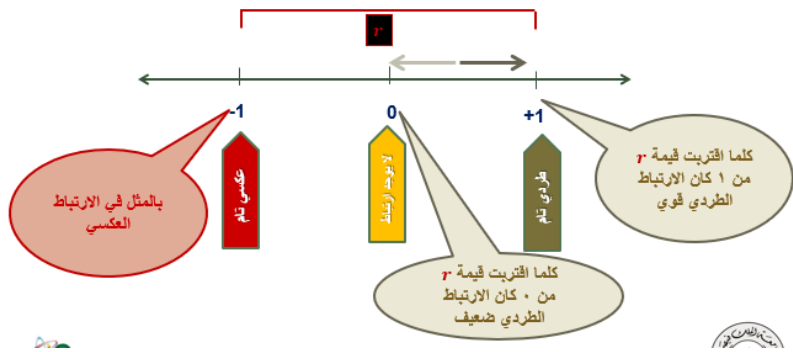 r
-1
0
+1
عكسي تام
لا يوجد ارتباط
طردي تام
كلما اقتربت قيمة r
من ١ كان الارتباط
الطردي قوي
بالمثل في الارتباط
العكسي
كلما اقتربت قيمة r
من ٠ كان الارتباط
الطردي ضعيف